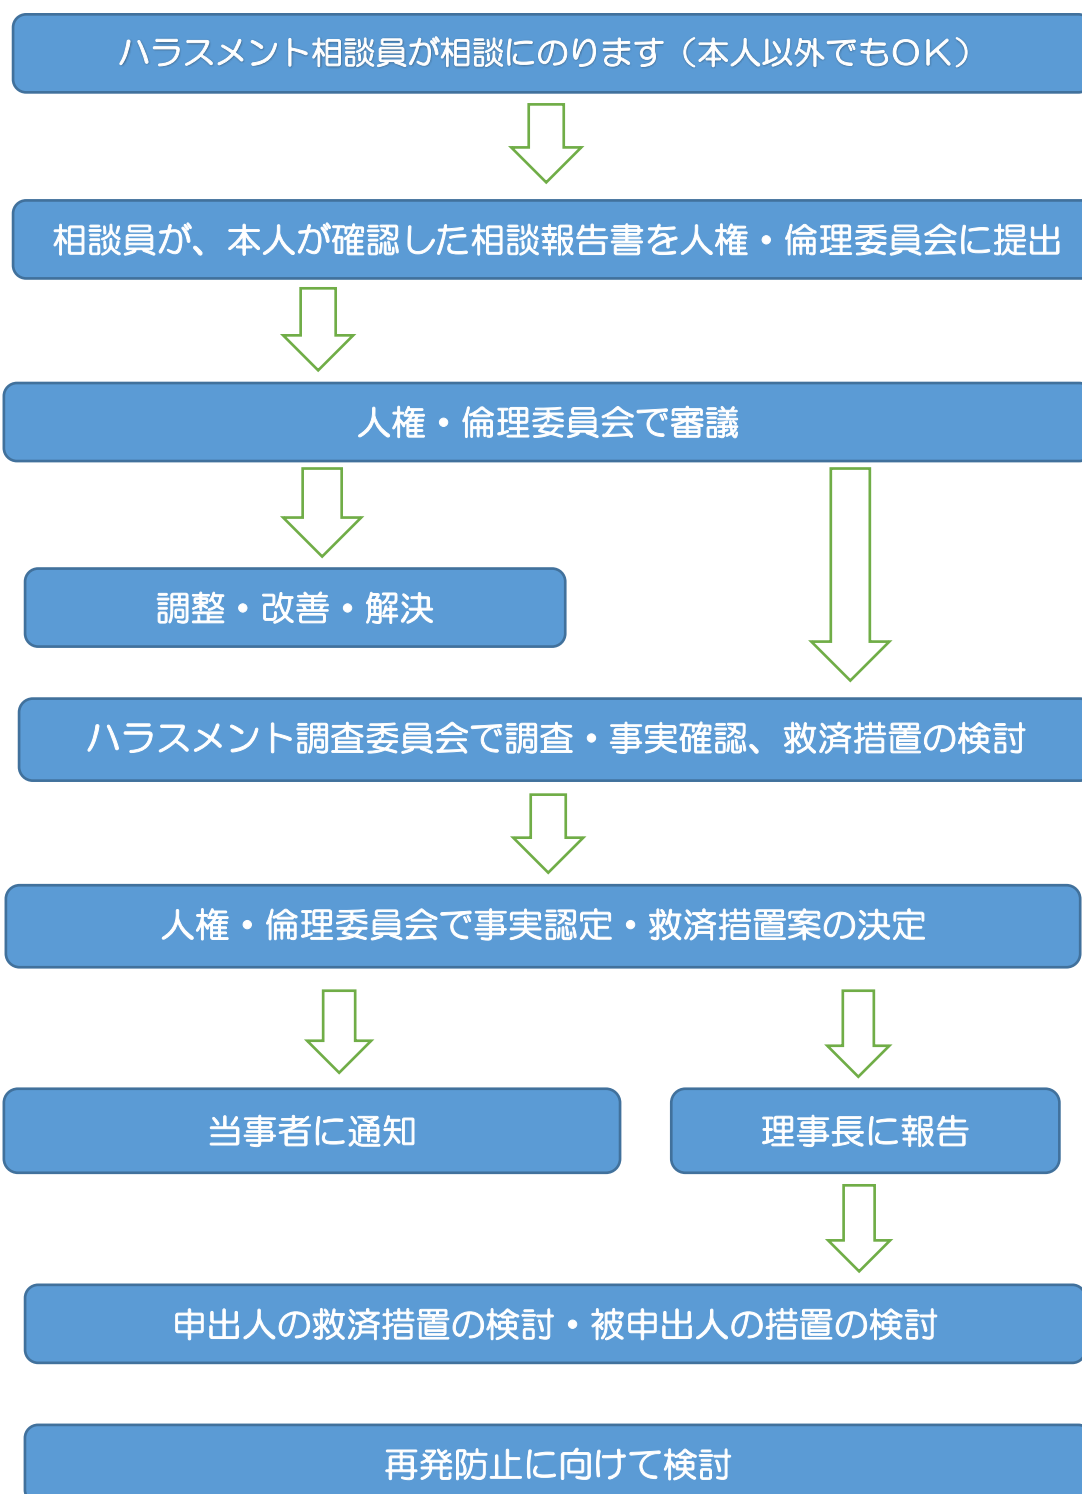 ハラスメント相談員が相談にのります（本人以外でもＯＫ）
相談員が、本人が確認した相談報告書を人権・倫理委員会に提出
人権・倫理委員会で審議
調整・改善・解決
ハラスメント調査委員会で調査・事実確認、救済措置の検討
人権・倫理委員会で事実認定・救済措置案の決定
当事者に通知
理事長に報告
申出人の救済措置の検討・被申出人の措置の検討
再発防止に向けて検討